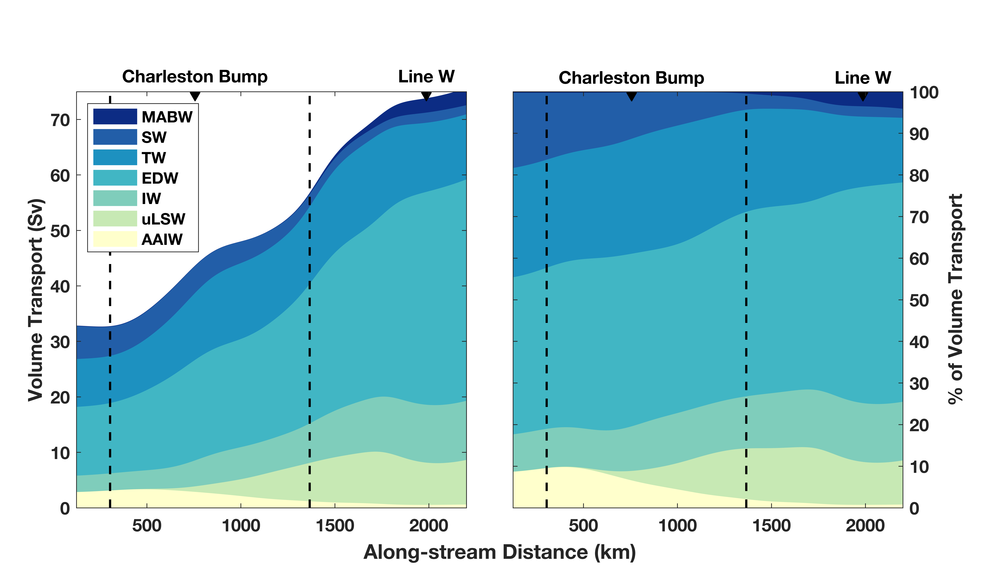 Charleston Bump
Line W
Charleston Bump
Line W
MABW
SW
TW
EDW
IW
uLSW
AAIW
Volume Transport (Sv)
70
60
50
40
30
20
10
0
500
1000
1500
2000
100
90
80
70
60
50
40
30
20
10
0
500
1000
1500
2000
% of Volume Transport
Along-stream Distance (km)